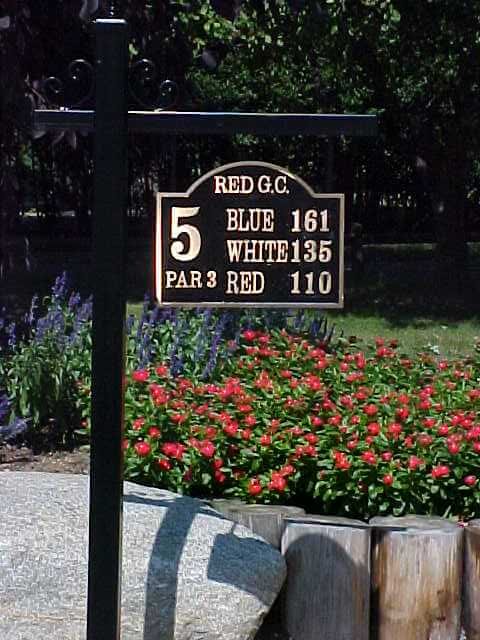 RED G.C.
5 BLUE 161
WHITE 135
PAR 3 RED 110